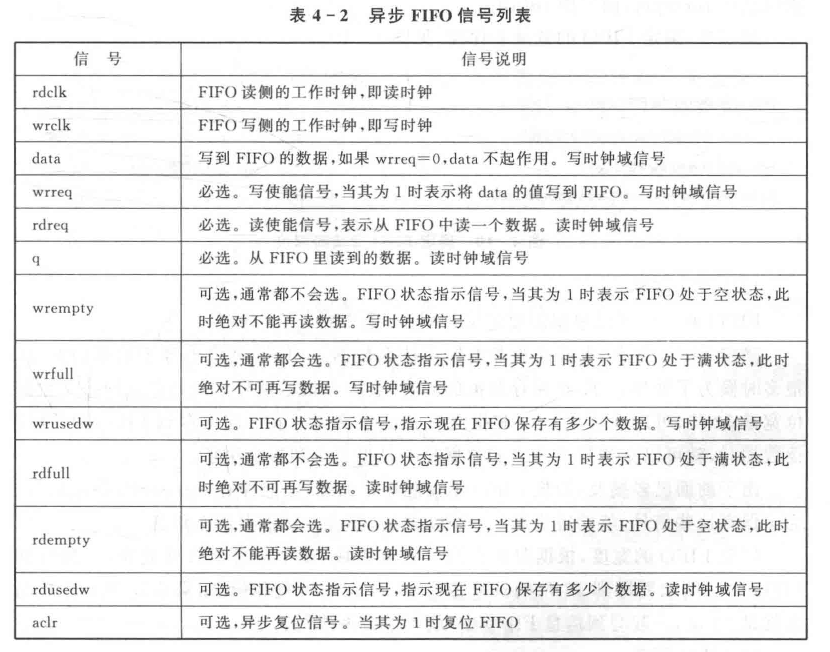 表 4-2 异步 FIFO 信号列表
信 号 信号说明
rdclk FIFO 读侧的工作时钟,即读时钟
wrclk FIFO 写侧的工作时钟,即写时钟
data 写到 FIFO 的数据,如果 wrreq=0,data 不起作用。写时钟域信号
wrreq 必选。写使能信号,当其为 1 时表示将 data 的值写到 FIFO。写时钟域信号
rdreq 必选。读使能信号,表示从 FIFO 中读一个数据。读时钟域信号
q 必选。从 FIFO 里读到的数据。读时钟域信号
wrempty 可选,通常都不会选。FIFO 状态指示信号,当其为 1 时表示 FIFO 处于空状态,此
时绝对不能再读数据。写时钟域信号
wrfull 可选,通常都会选。FIFO 状态指示信号,当其为 1 时表示 FIFO 处于满状态,此时
绝对不可再写数据。写时钟域信号
wrusedw 可选。FIFO 状态指示信号,指示现在 FIFO 保存有多少个数据。写时钟域信号
rdfull 可选,通常都不会选。FIFO 状态指示信号,当其为 1 时表示 FIFO 处于满状态,此
时绝对不可再写数据。读时钟域信号
rdempty 可选,通常都会选。FIFO 状态指示信号,当其为 1 时表示 FIFO 处于空状态,此时
绝对不能再读数据。读时钟域信号
rdusedw 可选。FIFO 状态指示信号,指示现在 FIFO 保存有多少个数据。读时钟域信号
aclr 可选,异步复位信号。当其为 1 时复位 FIFO